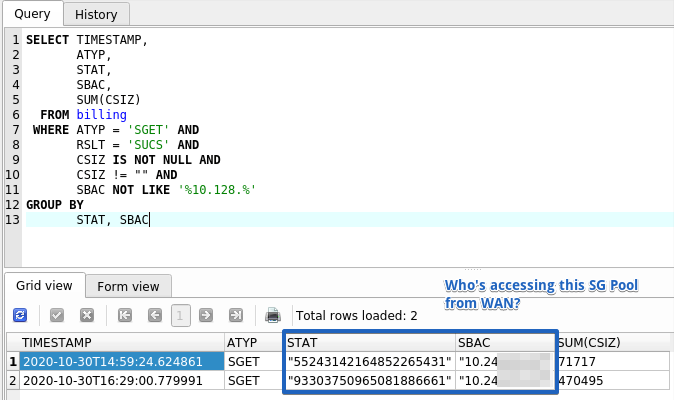 Query History
1 SELECT TIMESTAMP,
2 ATYP,
3 STAT,
4 SBAC,
5 SUM(CSIZ)
6 FROM billing
7 WHERE ATYP = 'SGET' AND
8 RSLT = 'SUCS' AND
9 CSIZ IS NOT NULL AND
10 CSIZ != "" AND
11 SBAC NOT LIKE '%10.128.%'
12 GROUP BY
13 STAT, SBAC
Grid view Form view
Who's accessing this SG Pool
from WAN?
1 Total rows loaded: 2
TIMESTAMP ATYP STAT SBAC SUM(CSIZ)
1 2020-10-30T14:59:24.624861 SGET "55243142164852265431" "10.24 71717
2 2020-10-30T16:29:00.779991 SGET "93303750965081886661" "10.24 470495